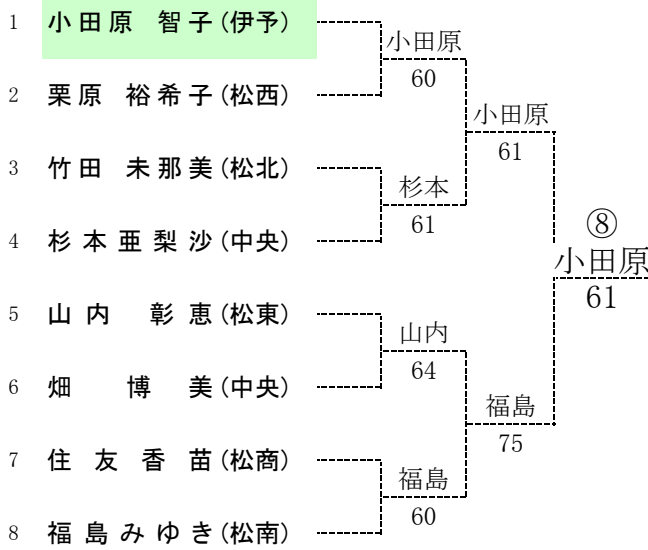 1 小田原 智子(伊予)
小田原
60
2 栗原 裕希子(松西)
小田原
61
3 竹田 未那美(松北)
杉本
61
4 杉本亜梨沙(中央)
⑧
小田原
61
5 山内 彰恵(松東)
山内
64
6 畑 博 美(中央)
福島
75
7 住友香苗(松商)
福島
60
8 福島みゆき(松南)